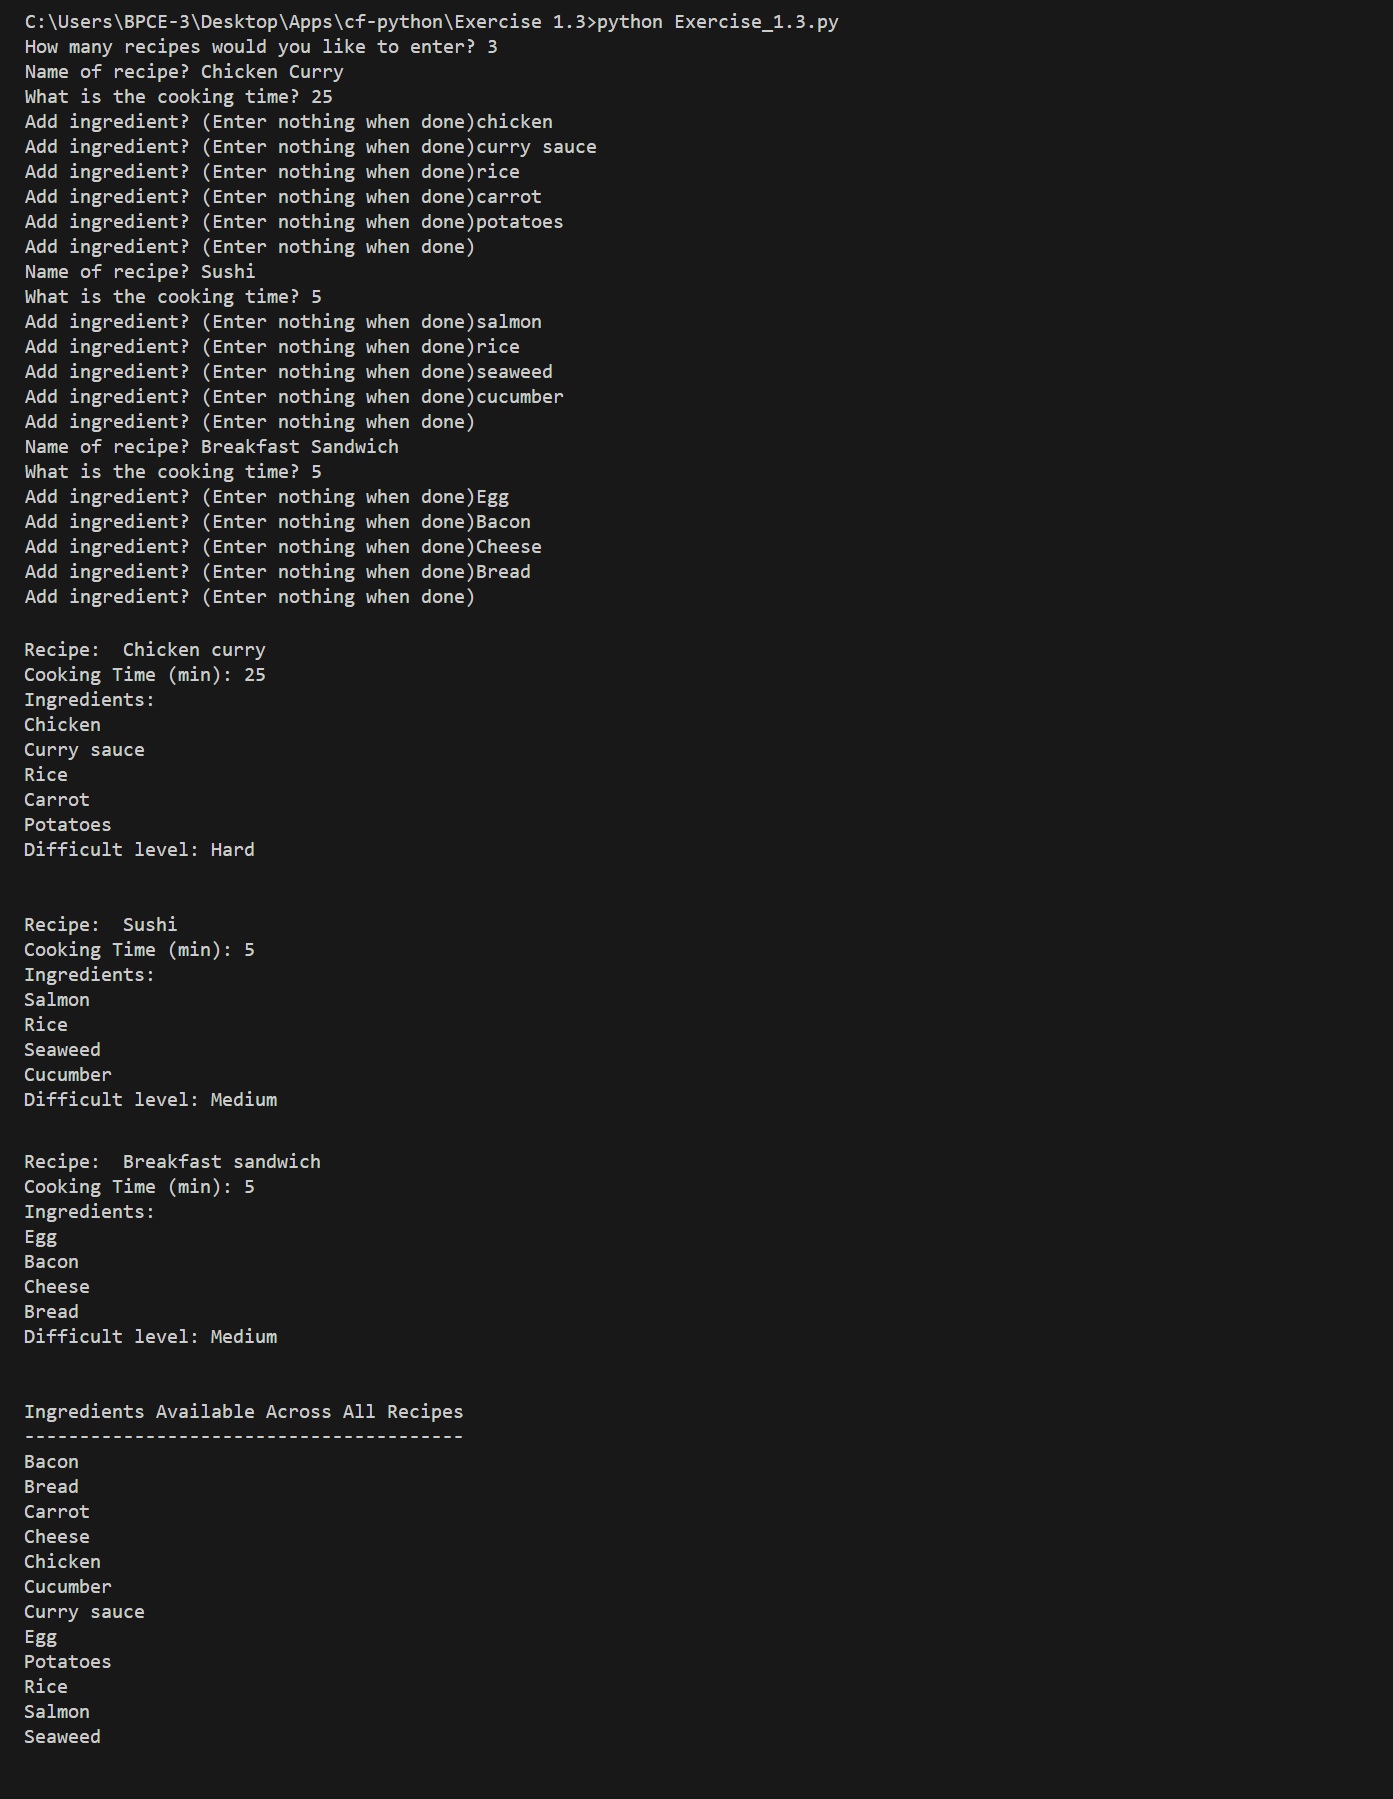 C:\Users\BPCE-3\Desktop\Apps\cf-python\Exercise 1.3>python Exercise_1.3.py
How many recipes would you like to enter? 3
Name of recipe? Chicken Curry
What is the cooking time? 25
Add ingredient? (Enter nothing when done)chicken
Add ingredient? (Enter nothing when done)curry sauce
Add ingredient? (Enter nothing when done)rice
Add ingredient? (Enter nothing when done)carrot
Add ingredient? (Enter nothing when done)potatoes
Add ingredient? (Enter nothing when done)
Name of recipe? Sushi
What is the cooking time? 5
Add ingredient? (Enter nothing when done)salmon
Add ingredient? (Enter nothing when done)rice
Add ingredient? (Enter nothing when done)seaweed
Add ingredient? (Enter nothing when done)cucumber
Add ingredient? (Enter nothing when done)
Name of recipe? Breakfast Sandwich
What is the cooking time? 5
Add ingredient? (Enter nothing when done)Egg
Add ingredient? (Enter nothing when done)Bacon
Add ingredient? (Enter nothing when done)Cheese
Add ingredient? (Enter nothing when done)Bread
Add ingredient? (Enter nothing when done)

Recipe:  Chicken curry
Cooking Time (min): 25
Ingredients:
Chicken
Curry sauce
Rice
Carrot
Potatoes
Difficult level: Hard

Recipe:  Sushi
Cooking Time (min): 5
Ingredients:
Salmon
Rice
Seaweed
Cucumber
Difficult level: Medium

Recipe:  Breakfast sandwich
Cooking Time (min): 5
Ingredients:
Egg
Bacon
Cheese
Bread
Difficult level: Medium

Ingredients Available Across All Recipes
----------------------------------------
Bacon
Bread
Carrot
Cheese
Chicken
Cucumber
Curry sauce
Egg
Potatoes
Rice
Salmon
Seaweed